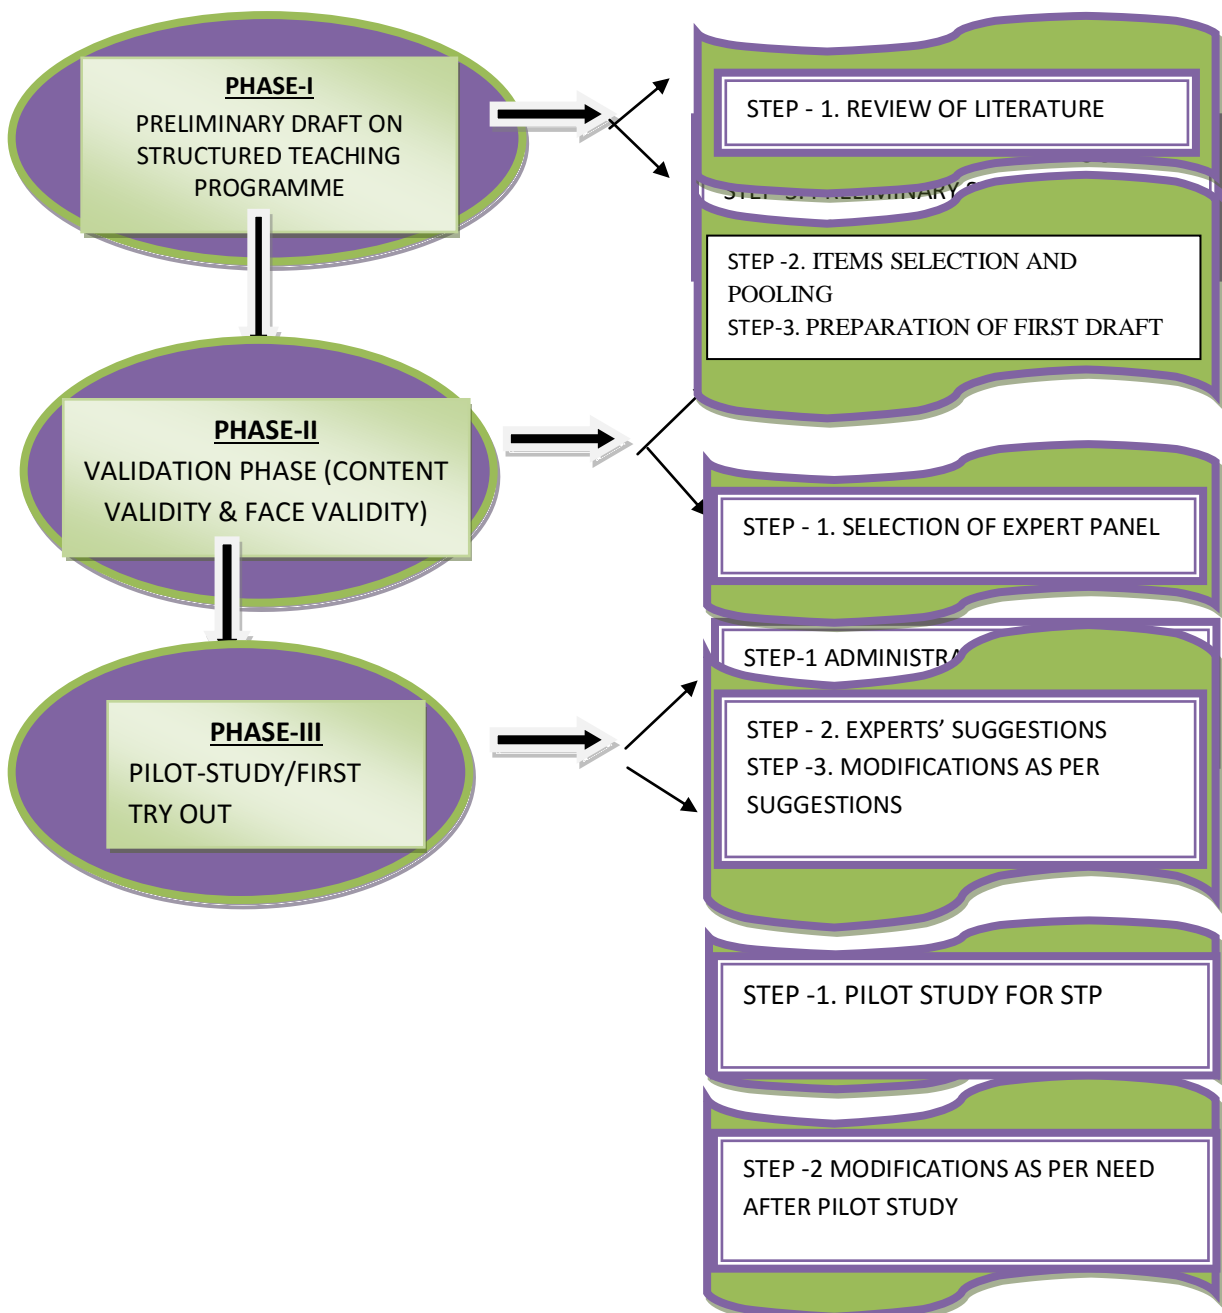 PHASE-I
PRELIMINARY DRAFT ON
STRUCTURED TEACHING
PROGRAMME
STEP - 1. REVIEW OF LITERATURE
PRELIMINARY
STEP -2. ITEMS SELECTION AND
POOLING
STEP-3. PREPARATION OF FIRST DRAFT
PHASE-II
VALIDATION PHASE (CONTENT
VALIDITY & FACE VALIDITY)
STEP - 1. SELECTION OF EXPERT PANEL
STEP-1 ADMINISTRA
PHASE-III
PILOT-STUDY/FIRST
TRY OUT
STEP - 2. EXPERTS’ SUGGESTIONS
STEP -3. MODIFICATIONS AS PER
SUGGESTIONS
STEP -1. PILOT STUDY FOR STP
STEP -2 MODIFICATIONS AS PER NEED
AFTER PILOT STUDY